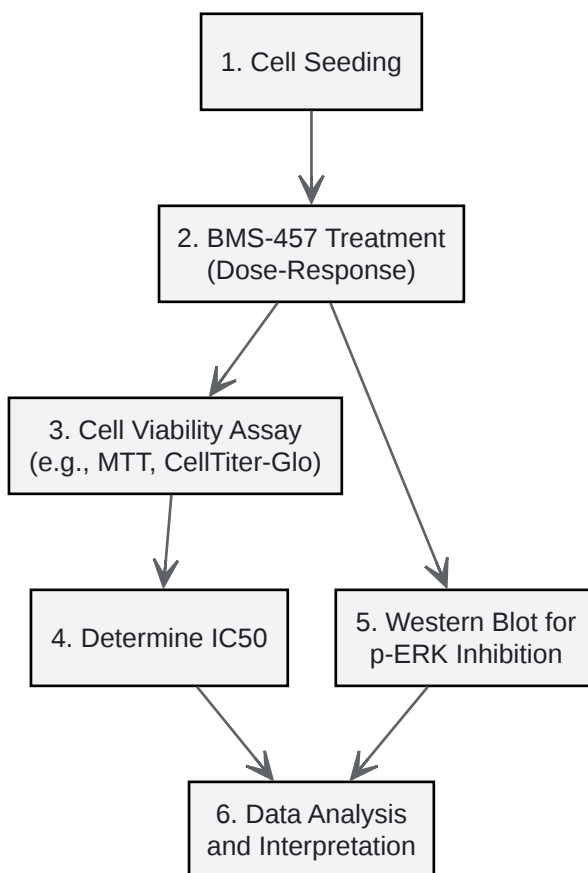 1. Cell Seeding
2. BMS-457 Treatment
(Dose-Response)
3. Cell Viability Assay
(e.g., MTT, CellTiter-Glo)
4. Determine IC50
5. Western Blot for
p-ERK Inhibition
6. Data Analysis
and Interpretation